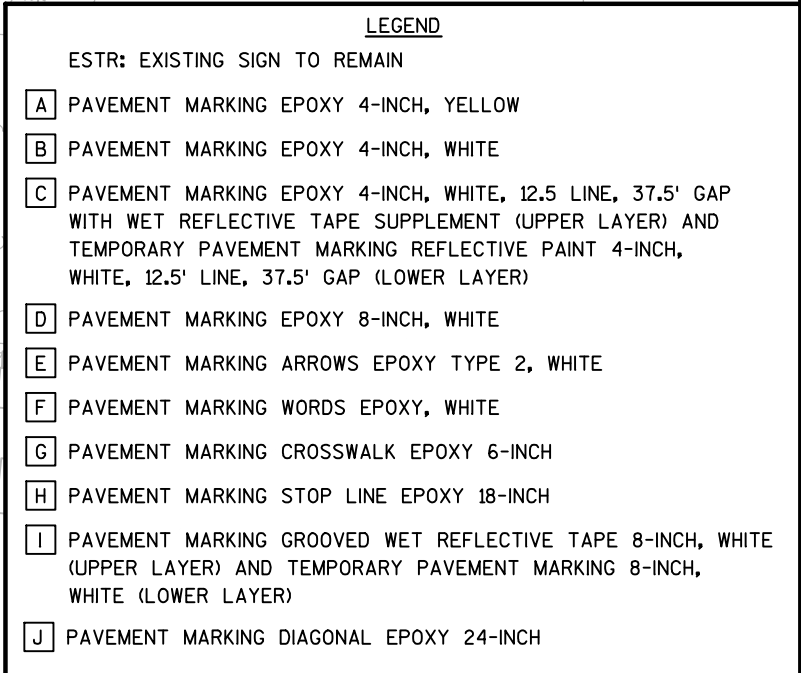 LEGEND
ESTR: EXISTING SIGN TO REMAIN
A PAVEMENT MARKING EPOXY 4-INCH, YELLOW
B PAVEMENT MARKING EPOXY 4-INCH, WHITE
C PAVEMENT MARKING EPOXY 4-INCH, WHITE, 12.5 LINE, 37.5' GAP
WITH WET REFLECTIVE TAPE SUPPLEMENT (UPPER LAYER) AND
TEMPORARY PAVEMENT MARKING REFLECTIVE PAINT 4-INCH,
WHITE, 12.5' LINE, 37.5' GAP (LOWER LAYER)
D PAVEMENT MARKING EPOXY 8-INCH, WHITE
E PAVEMENT MARKING ARROWS EPOXY TYPE 2, WHITE
F PAVEMENT MARKING WORDS EPOXY, WHITE
G PAVEMENT MARKING CROSSWALK EPOXY 6-INCH
H PAVEMENT MARKING STOP LINE EPOXY 18-INCH
I PAVEMENT MARKING GROOVED WET REFLECTIVE TAPE 8-INCH, WHITE
(UPPER LAYER) AND TEMPORARY PAVEMENT MARKING 8-INCH,
WHITE (LOWER LAYER)
J PAVEMENT MARKING DIAGONAL EPOXY 24-INCH